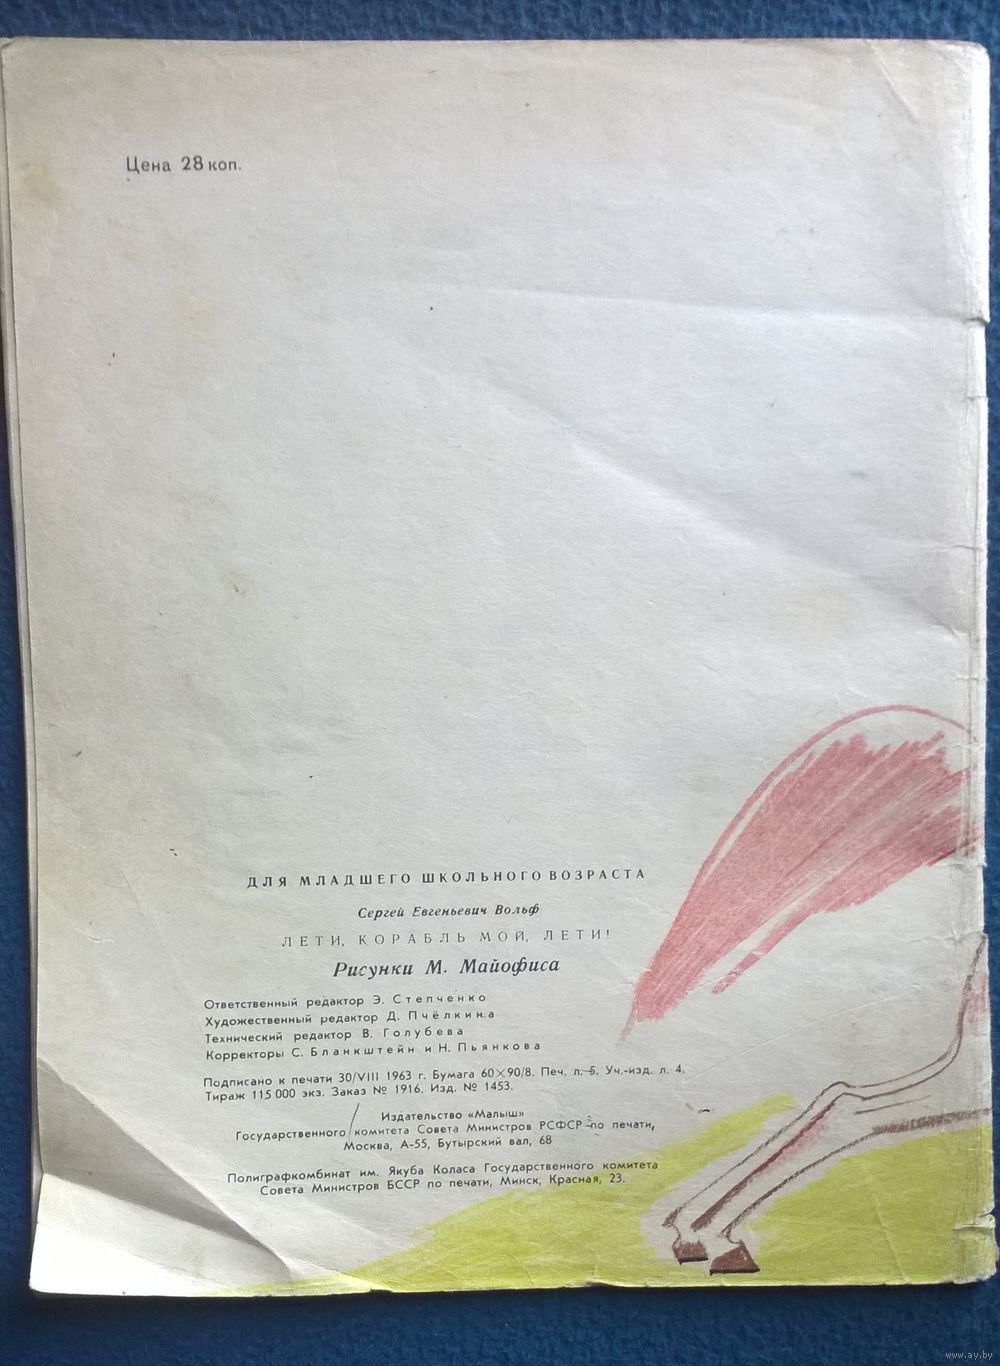 Цена 28 коп.
ДЛЯ МЛАДШЕГО ШКОЛЬНОГО ВОЗРАСТА
Сергей Евгеньевич Вольф
ЛЕТИ, КОРАБЛЬ МОЙ, ЛЕТИ!
Рисунки М. Майофиса
Ответственный редактор Э. Степченко
Художественный редактор Д. Пчёлкина
Технический редактор В. Голубева
Корректоры С. Бланкштейн и Н. Пьянкова
Подписано к печати 30/VIII 1963 г. Бумага 60×90/8. Печ. л. 5. Уч.-изд. л. 4.
Тираж 115 000 экз. Заказ № 1916. Изд. № 1453.
Издательство «Малыш»
Государственного комитета Совета Министров РСФСР по печати,
Москва, А-55, Бутырский вал, 68
Полиграфкомбинат им. Якуба Коласа Государственного комитета
Совета Министров БССР по печати, Минск, Красная, 23.
www.ay.by